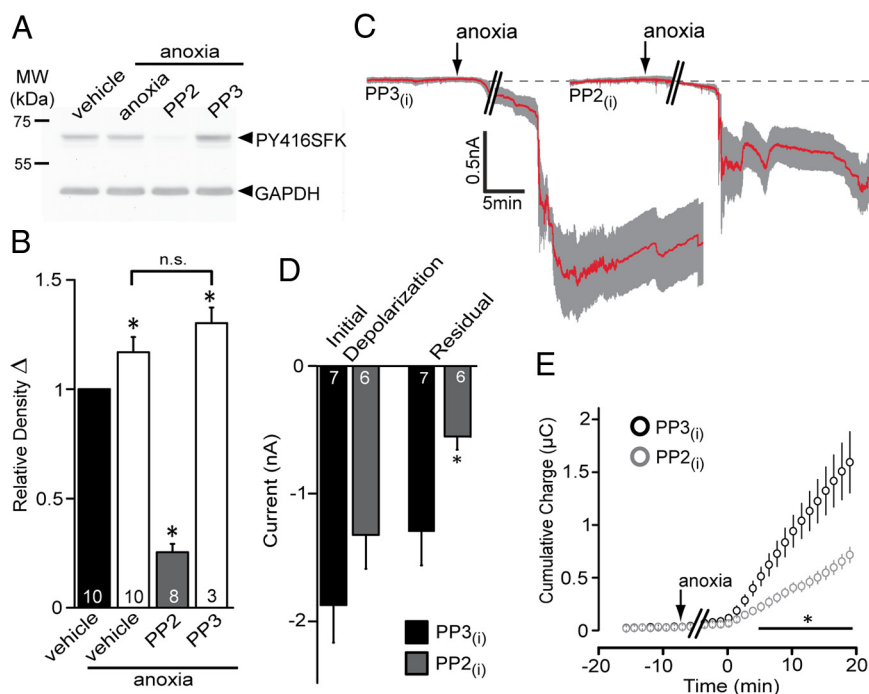 A
anoxia
MW
(kDa)
vehicle
anoxia
PP2
PP3
75
55
PY416SFK
GAPDH
B
n.s.
1.5
1
0.5
0
Relative Density Δ
*
*
*
10
10
8
3
vehicle
vehicle
PP2
PP3
anoxia
C
anoxia
anoxia
PP3(i)
PP2(i)
0.5nA
5min
D
Initial
Depolarization
Residual
0
-1
-2
Current (nA)
7
6
7
6
*
PP3(i)
PP2(i)
E
PP3(i)
PP2(i)
1.5
1
0.5
0
Cumulative Charge (µC)
anoxia
*
-20
-10
0
10
20
Time (min)